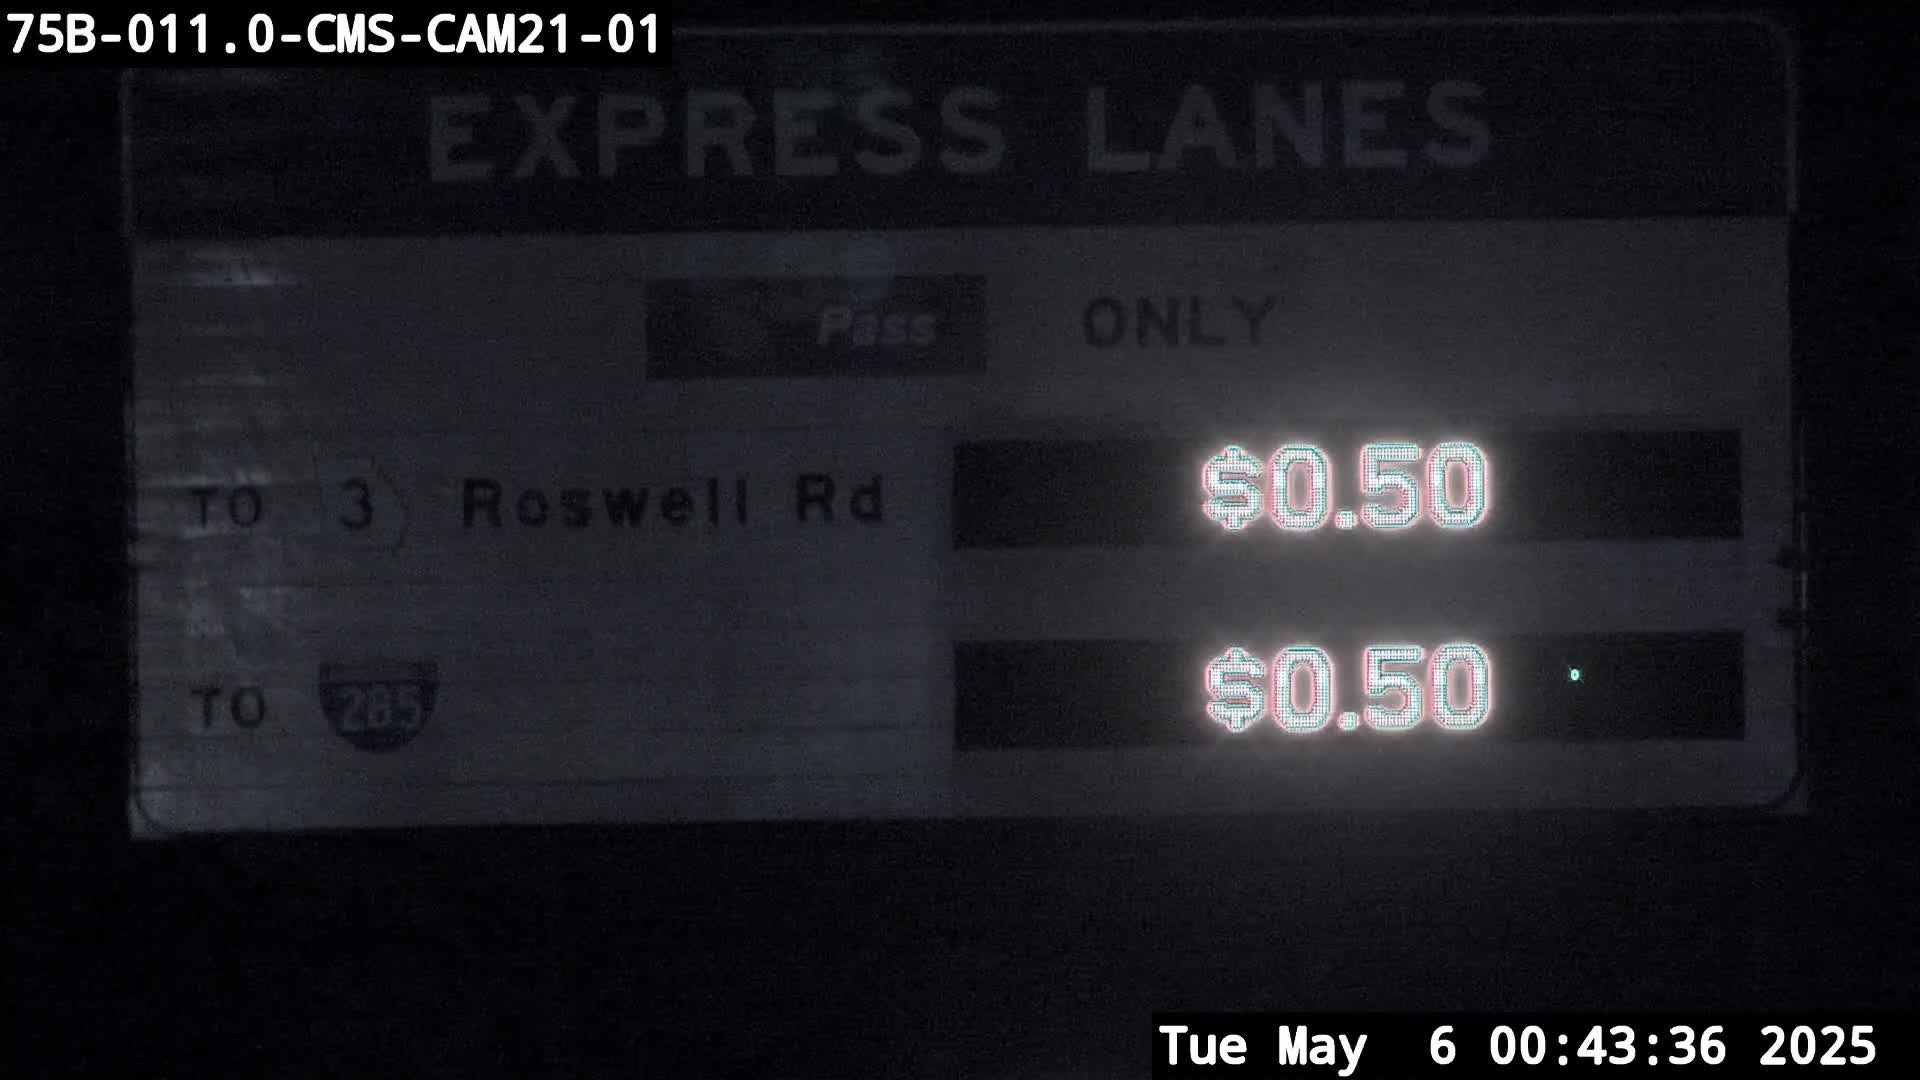 75B-011.0-CMS-CAM21-01
EXPRESS LANES
Pass ONLY
TO 3 Roswell Rd $0.50
TO 285 $0.50
Tue May 6 00:43:36 2025